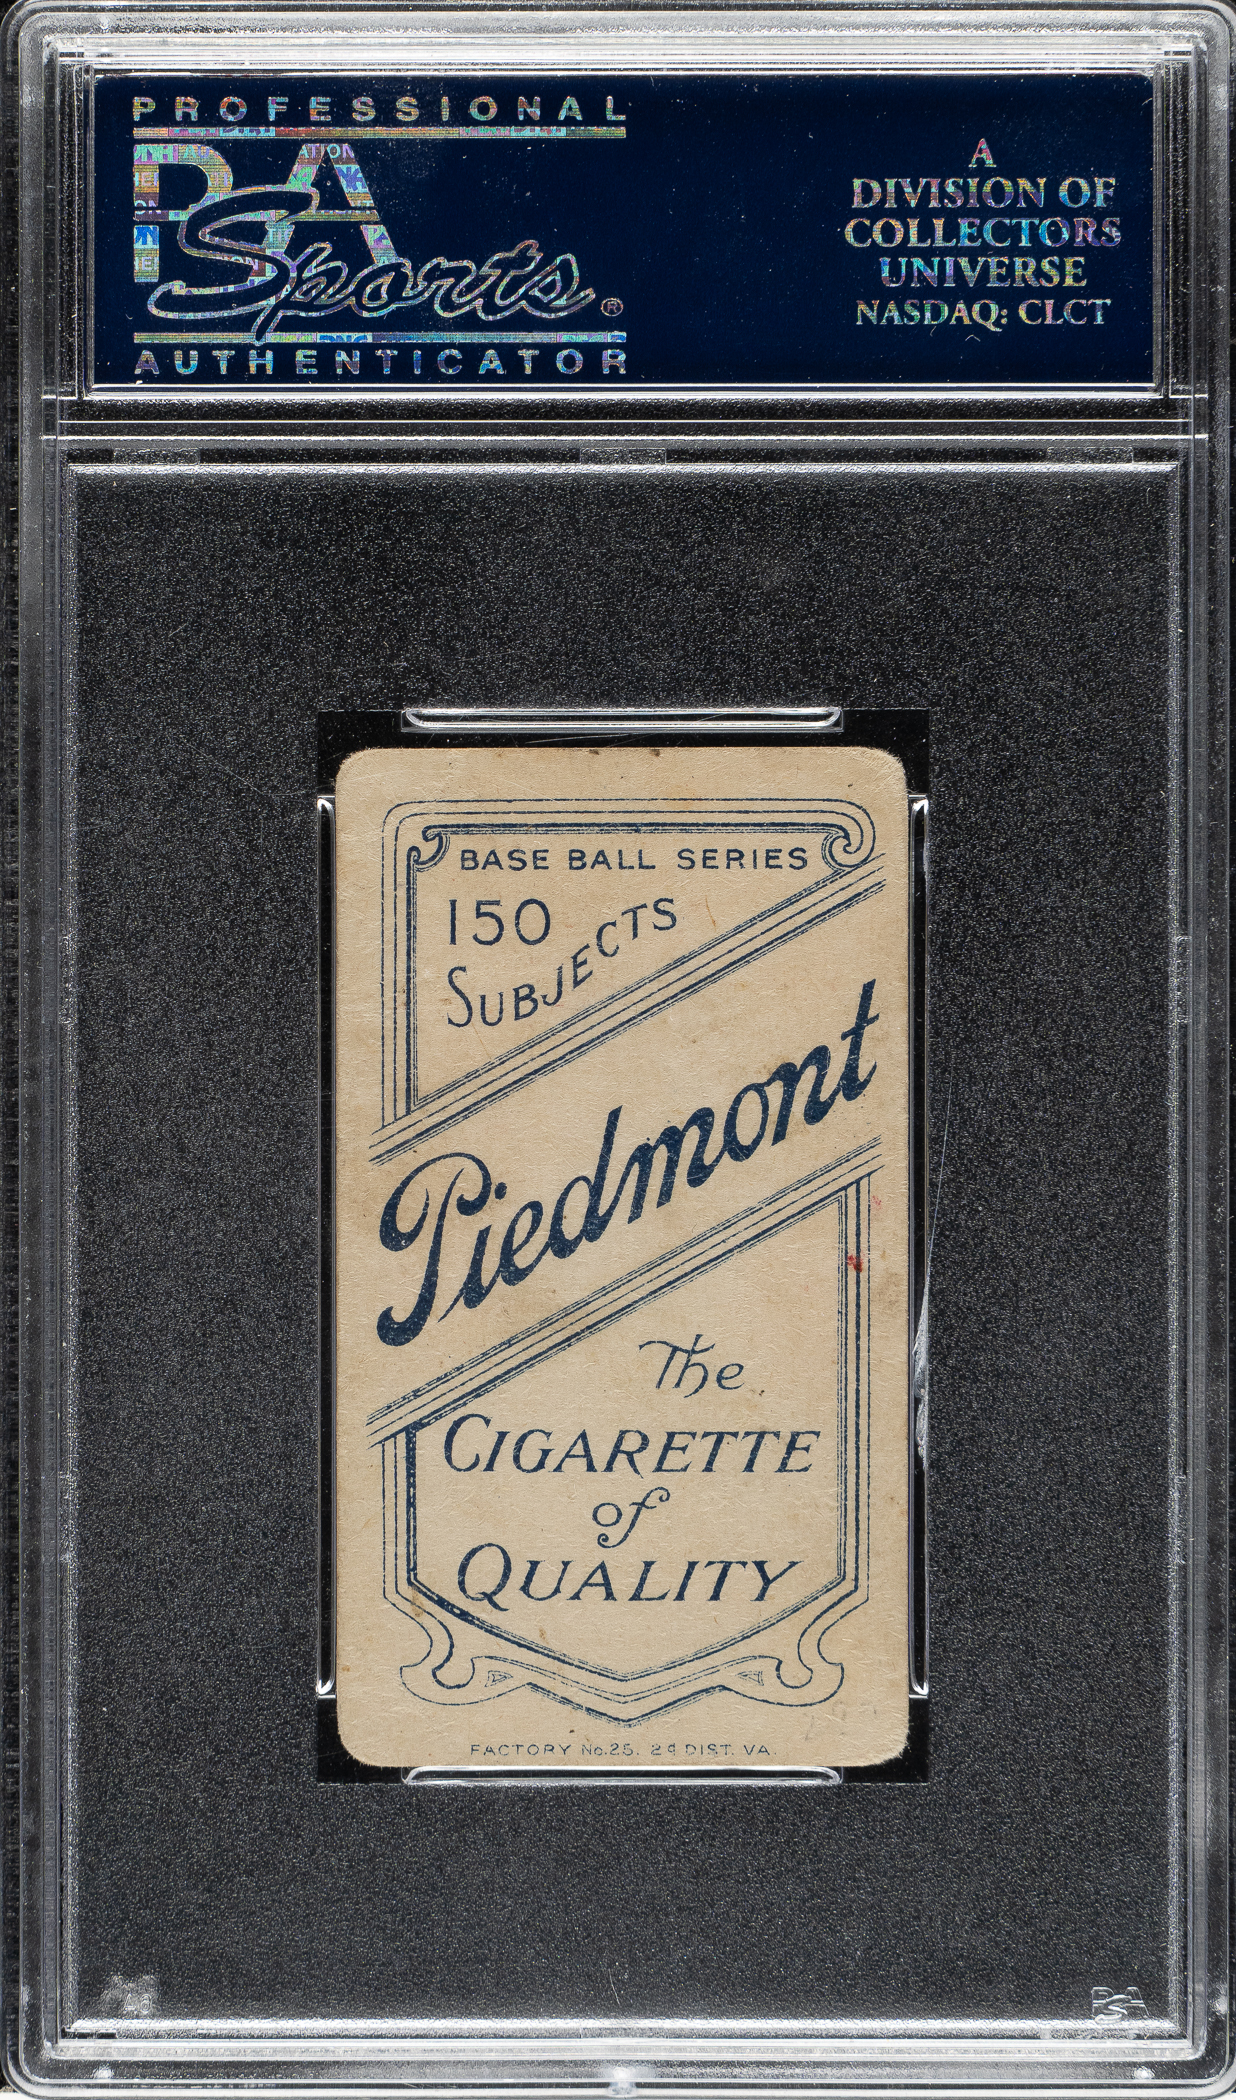 PROFESSIONAL
PSA
Sports®
AUTHENTICATOR
A
DIVISION OF
COLLECTORS
UNIVERSE
NASDAQ: CLCT
BASE BALL SERIES
150
SUBJECTS
Piedmont
The
CIGARETTE
of
QUALITY
FACTORY No.25. 2d DIST. VA.
PSA